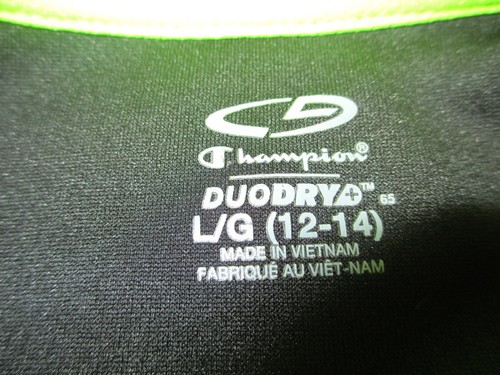 Champion®
DUODRY+™ 65
L/G (12-14)
MADE IN VIETNAM
FABRIQUÉ AU VIÊT-NAM